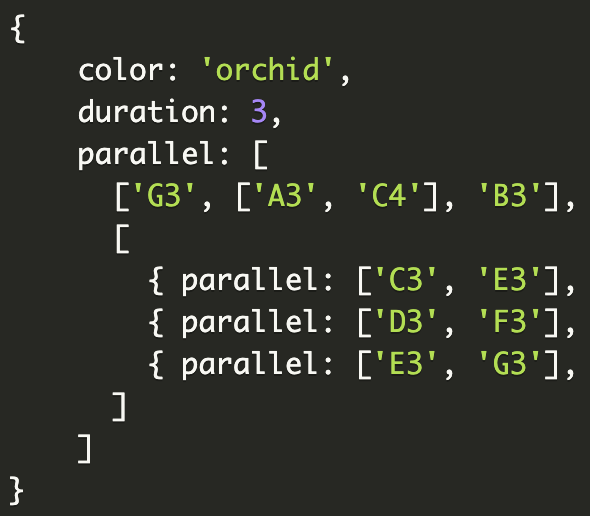 {
    color: 'orchid',
    duration: 3,
    parallel: [
      ['G3', ['A3', 'C4'], 'B3'],
      [
        { parallel: ['C3', 'E3'],
        { parallel: ['D3', 'F3'],
        { parallel: ['E3', 'G3'],
      ]
    ]
}